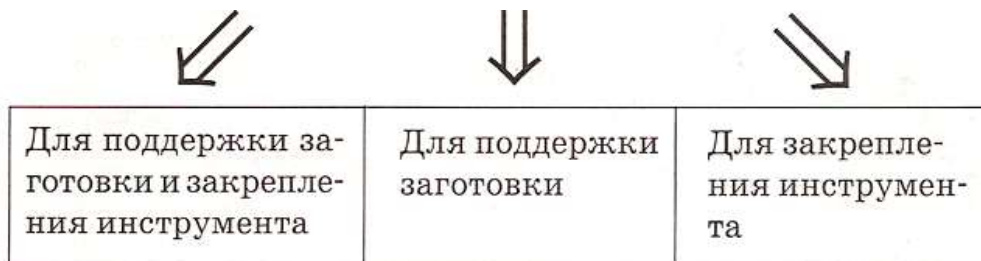 Для поддержки за-
готовки и закрепле-
ния инструмента
Для поддержки
заготовки
Для закрепле-
ния инструмен-
та